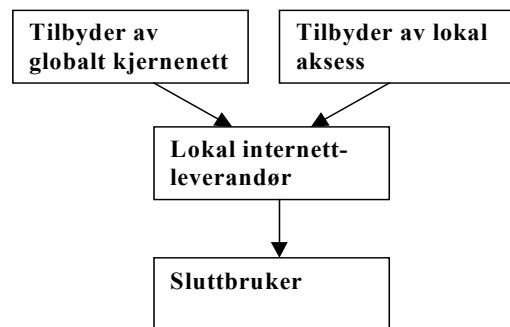 Tilbyder av
globalt kjernenett
Tilbyder av lokal
aksess
Lokal internett-
leverandør
Sluttbruker